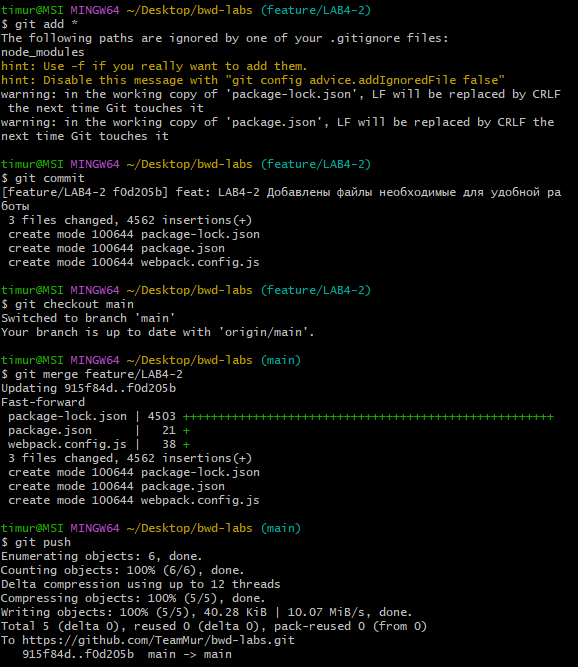 timur@MSI MINGW64 ~/Desktop/bwd-labs (feature/LAB4-2)
$ git add *
The following paths are ignored by one of your .gitignore files:
node_modules
hint: Use -f if you really want to add them.
hint: Disable this message with "git config advice.addIgnoredFile false"
warning: in the working copy of 'package-lock.json', LF will be replaced by CRLF
 the next time Git touches it
warning: in the working copy of 'package.json', LF will be replaced by CRLF the
next time Git touches it
timur@MSI MINGW64 ~/Desktop/bwd-labs (feature/LAB4-2)
$ git commit
[feature/LAB4-2 f0d205b] feat: LAB4-2 Добавлены файлы необходимые для удобной ра
боты
 3 files changed, 4562 insertions(+)
 create mode 100644 package-lock.json
 create mode 100644 package.json
 create mode 100644 webpack.config.js
timur@MSI MINGW64 ~/Desktop/bwd-labs (feature/LAB4-2)
$ git checkout main
Switched to branch 'main'
Your branch is up to date with 'origin/main'.
timur@MSI MINGW64 ~/Desktop/bwd-labs (main)
$ git merge feature/LAB4-2
Updating 915f84d..f0d205b
Fast-forward
 package-lock.json | 4503 +++++++++++++++++++++++++++++++++++++++++++++++++++++
 package.json      |   21 +
 webpack.config.js |   38 +
 3 files changed, 4562 insertions(+)
 create mode 100644 package-lock.json
 create mode 100644 package.json
 create mode 100644 webpack.config.js
timur@MSI MINGW64 ~/Desktop/bwd-labs (main)
$ git push
Enumerating objects: 6, done.
Counting objects: 100% (6/6), done.
Delta compression using up to 12 threads
Compressing objects: 100% (5/5), done.
Writing objects: 100% (5/5), 40.28 KiB | 10.07 MiB/s, done.
Total 5 (delta 0), reused 0 (delta 0), pack-reused 0 (from 0)
To https://github.com/TeamMur/bwd-labs.git
   915f84d..f0d205b  main -> main